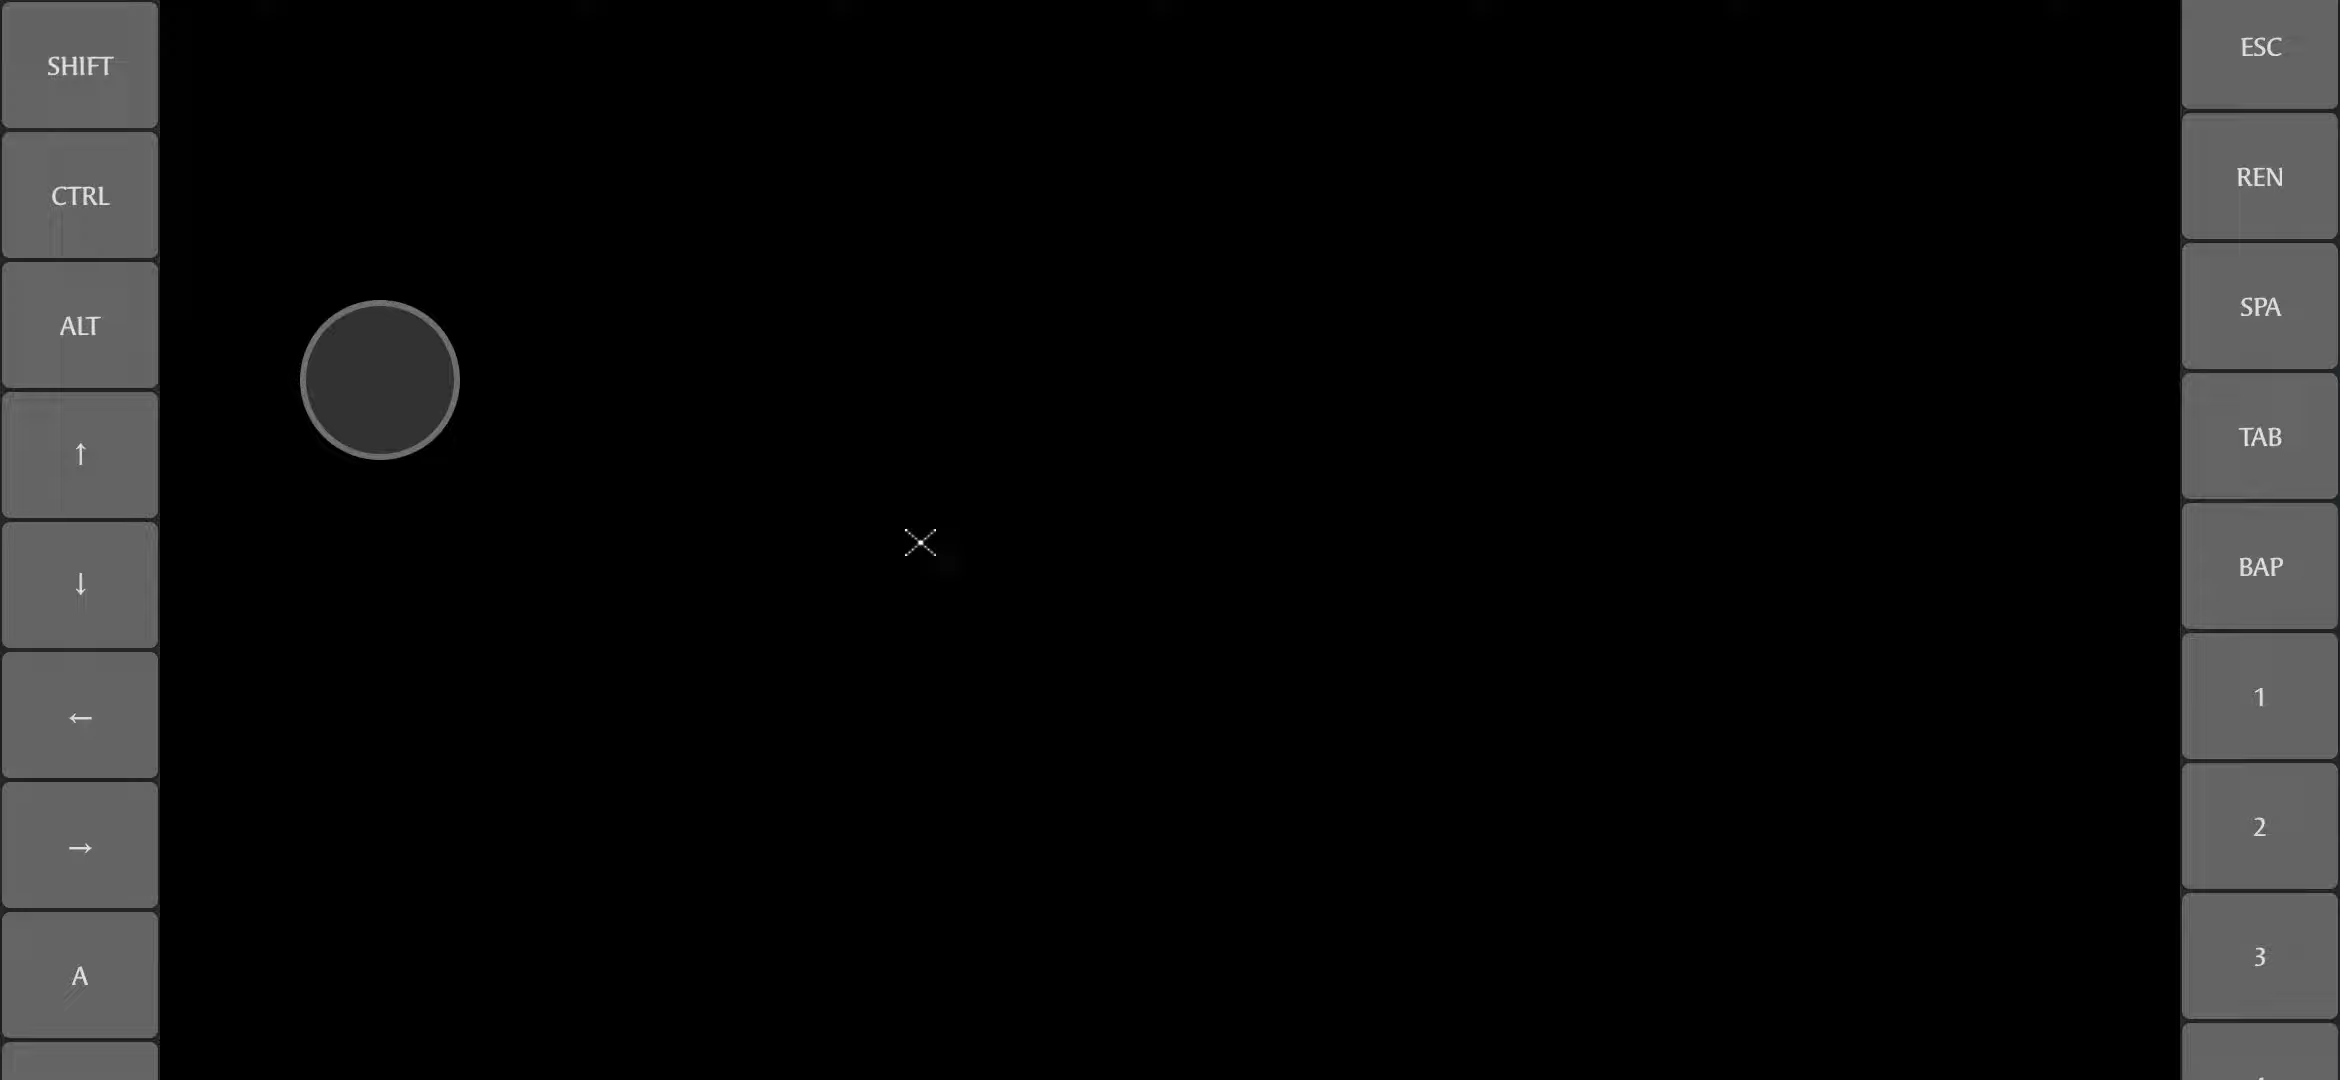 SHIFT
CTRL
ALT
↑
↓
←
→
A
ESC
REN
SPA
TAB
BAP
1
2
3